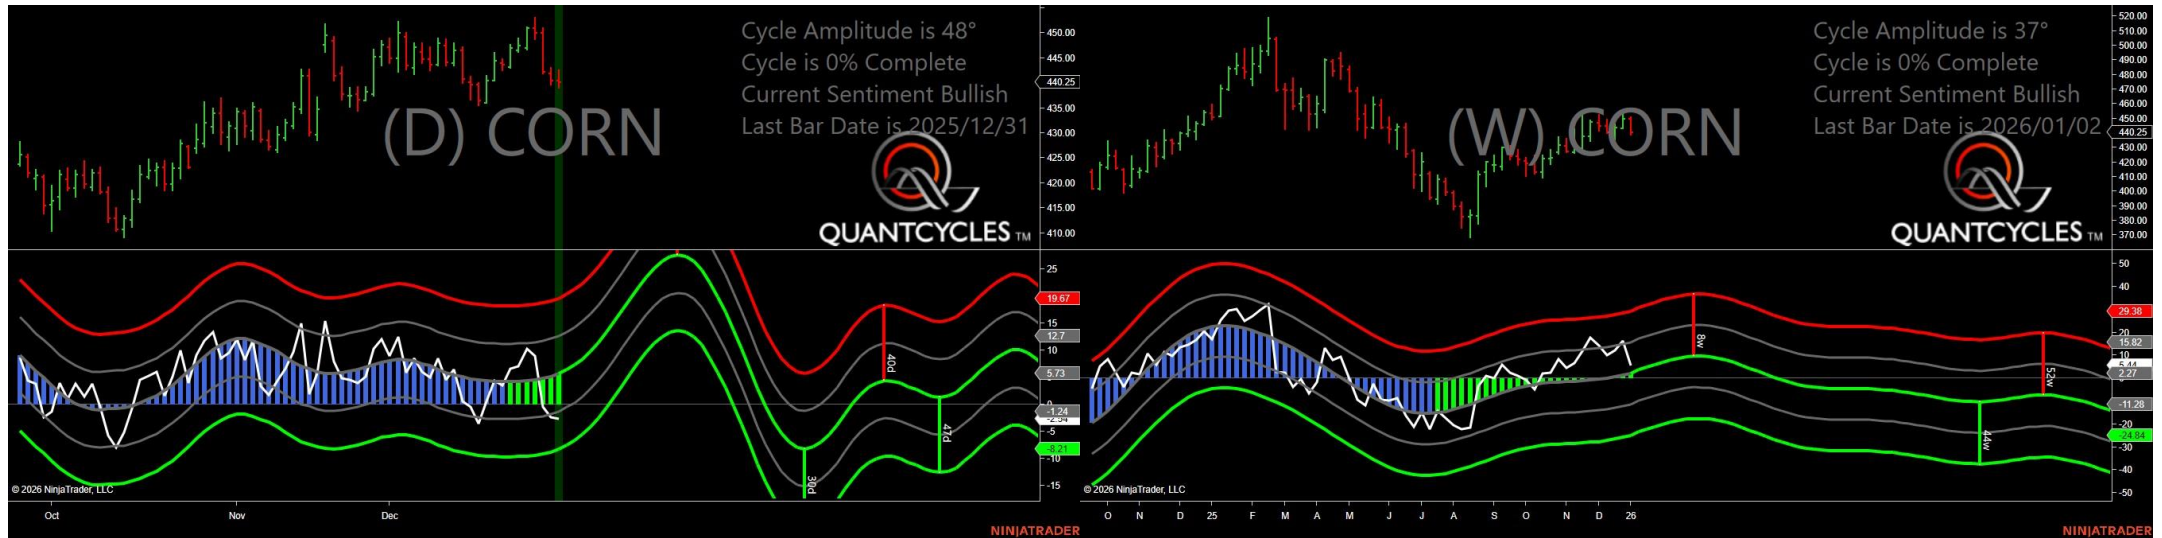 Cycle Amplitude is 48°
Cycle is 0% Complete
Current Sentiment Bullish
Last Bar Date is 2025/12/31
(D) CORN
QUANTCYCLES TM
450.00
445.00
440.25
435.00
430.00
425.00
420.00
415.00
410.00
25
19.67
15
12.7
10
5.73
0
-1.24
-2.54
-5
-8.21
-10
-15
40d
47d
30d
© 2026 NinjaTrader, LLC
Oct Nov Dec
NINJATRADER
Cycle Amplitude is 37°
Cycle is 0% Complete
Current Sentiment Bullish
Last Bar Date is 2026/01/02
(W) CORN
QUANTCYCLES TM
520.00
510.00
500.00
490.00
480.00
470.00
460.00
450.00
440.25
430.00
420.00
410.00
400.00
390.00
380.00
370.00
50
40
29.38
20
15.82
10
2.27
-11.28
-24.84
-30
-40
-50
8w
52w
44w
© 2026 NinjaTrader, LLC
O N D 25 F M A M J J A S O N D 26
NINJATRADER